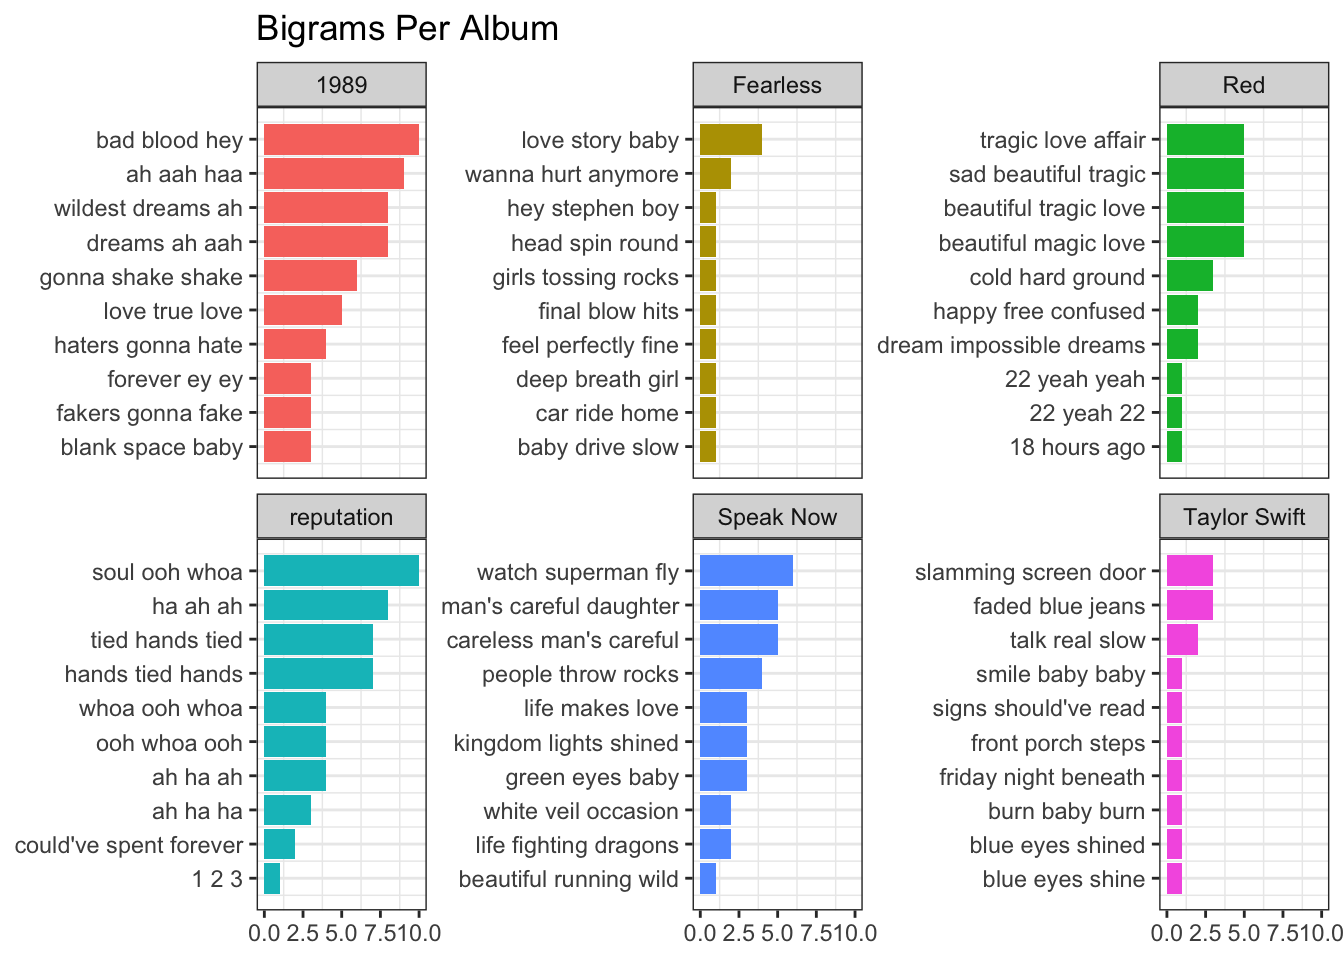 Bigrams Per Album
1989
bad blood hey
ah aah haa
wildest dreams ah
dreams ah aah
gonna shake shake
love true love
haters gonna hate
forever ey ey
fakers gonna fake
blank space baby
Fearless
love story baby
wanna hurt anymore
hey stephen boy
head spin round
girls tossing rocks
final blow hits
feel perfectly fine
deep breath girl
car ride home
baby drive slow
Red
tragic love affair
sad beautiful tragic
beautiful tragic love
beautiful magic love
cold hard ground
happy free confused
dream impossible dreams
22 yeah yeah
22 yeah 22
18 hours ago
reputation
soul ooh whoa
ha ah ah
tied hands tied
hands tied hands
whoa ooh whoa
ooh whoa ooh
ah ha ah
ah ha ha
could've spent forever
1 2 3
0.0 2.5 5.0 7.5 10.0
Speak Now
watch superman fly
man's careful daughter
careless man's careful
people throw rocks
life makes love
kingdom lights shined
green eyes baby
white veil occasion
life fighting dragons
beautiful running wild
0.0 2.5 5.0 7.5 10.0
Taylor Swift
slamming screen door
faded blue jeans
talk real slow
smile baby baby
signs should've read
front porch steps
friday night beneath
burn baby burn
blue eyes shined
blue eyes shine
0.0 2.5 5.0 7.5 10.0